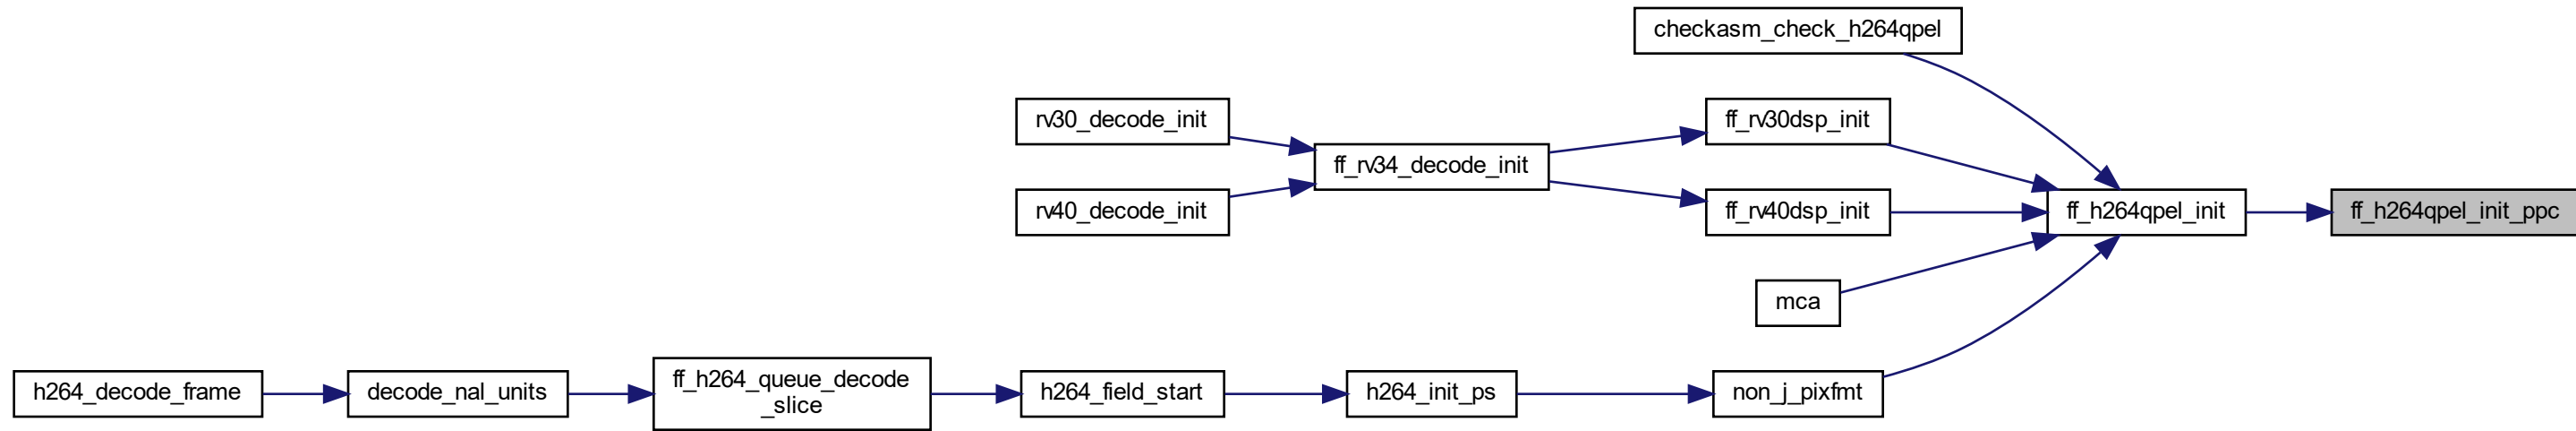 checkasm_check_h264qpel
rv30_decode_init
ff_rv30dsp_init
ff_rv34_decode_init
rv40_decode_init
ff_rv40dsp_init
ff_h264qpel_init
ff_h264qpel_init_ppc
mca
h264_decode_frame
decode_nal_units
ff_h264_queue_decode
_slice
h264_field_start
h264_init_ps
non_j_pixfmt